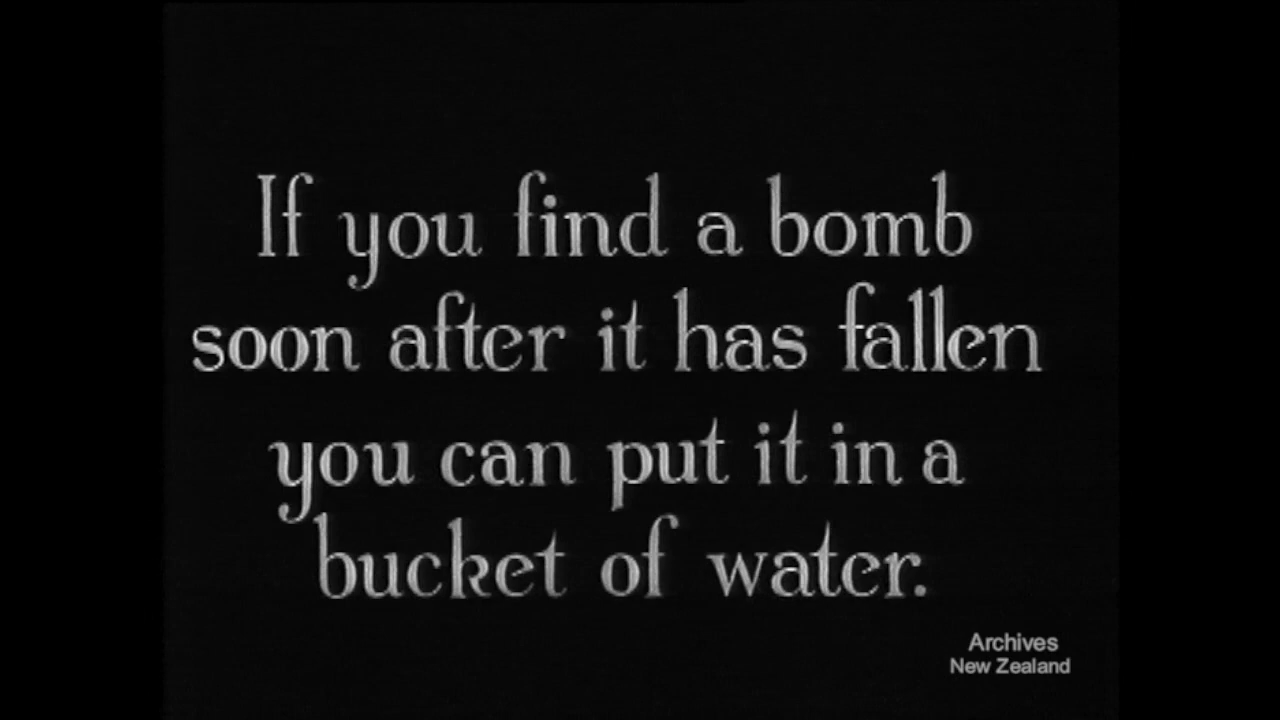 If you find a bomb
soon after it has fallen
you can put it in a
bucket of water.
Archives
New Zealand